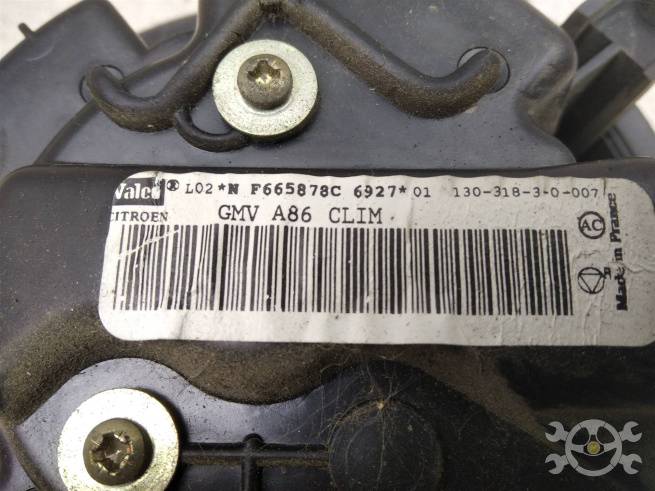 Valeo® L02 *N F665878C 6927* 01 130-318-3-0-007
CITROEN GMV A86 CLIM
AC
Made in France